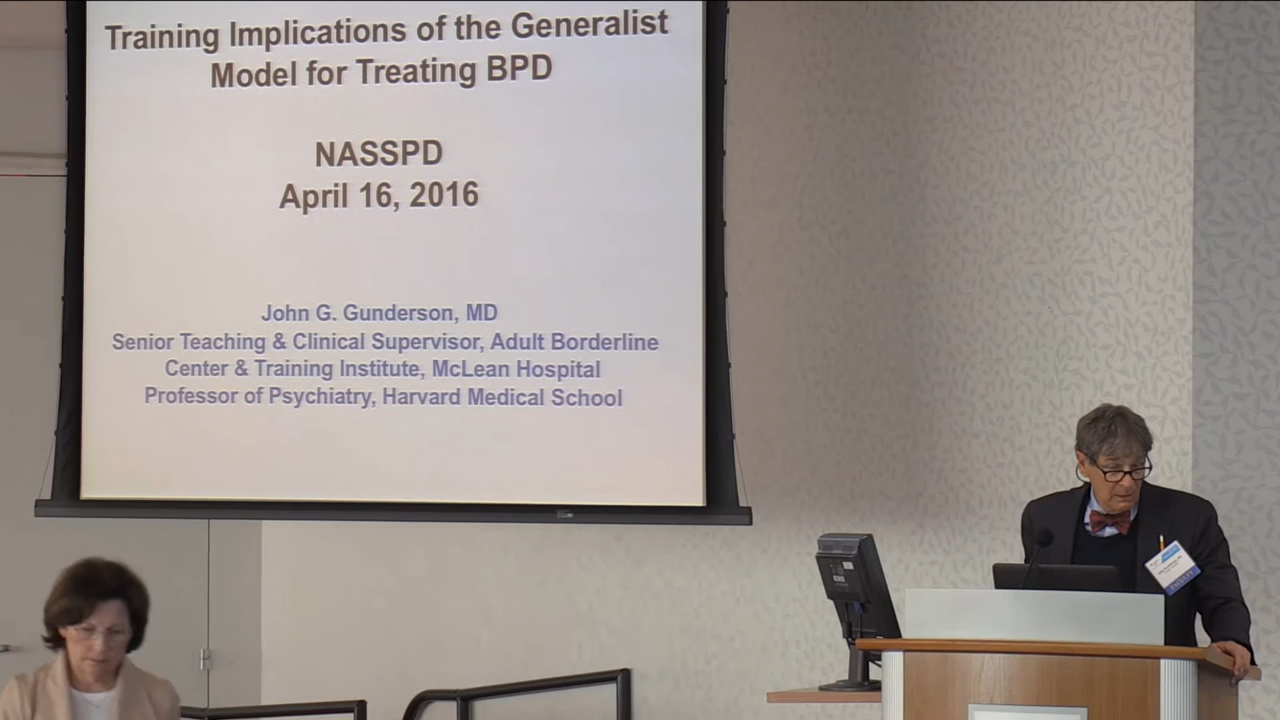 Training Implications of the Generalist
Model for Treating BPD
NASSPD
April 16, 2016
John G. Gunderson, MD
Senior Teaching & Clinical Supervisor, Adult Borderline
Center & Training Institute, McLean Hospital
Professor of Psychiatry, Harvard Medical School